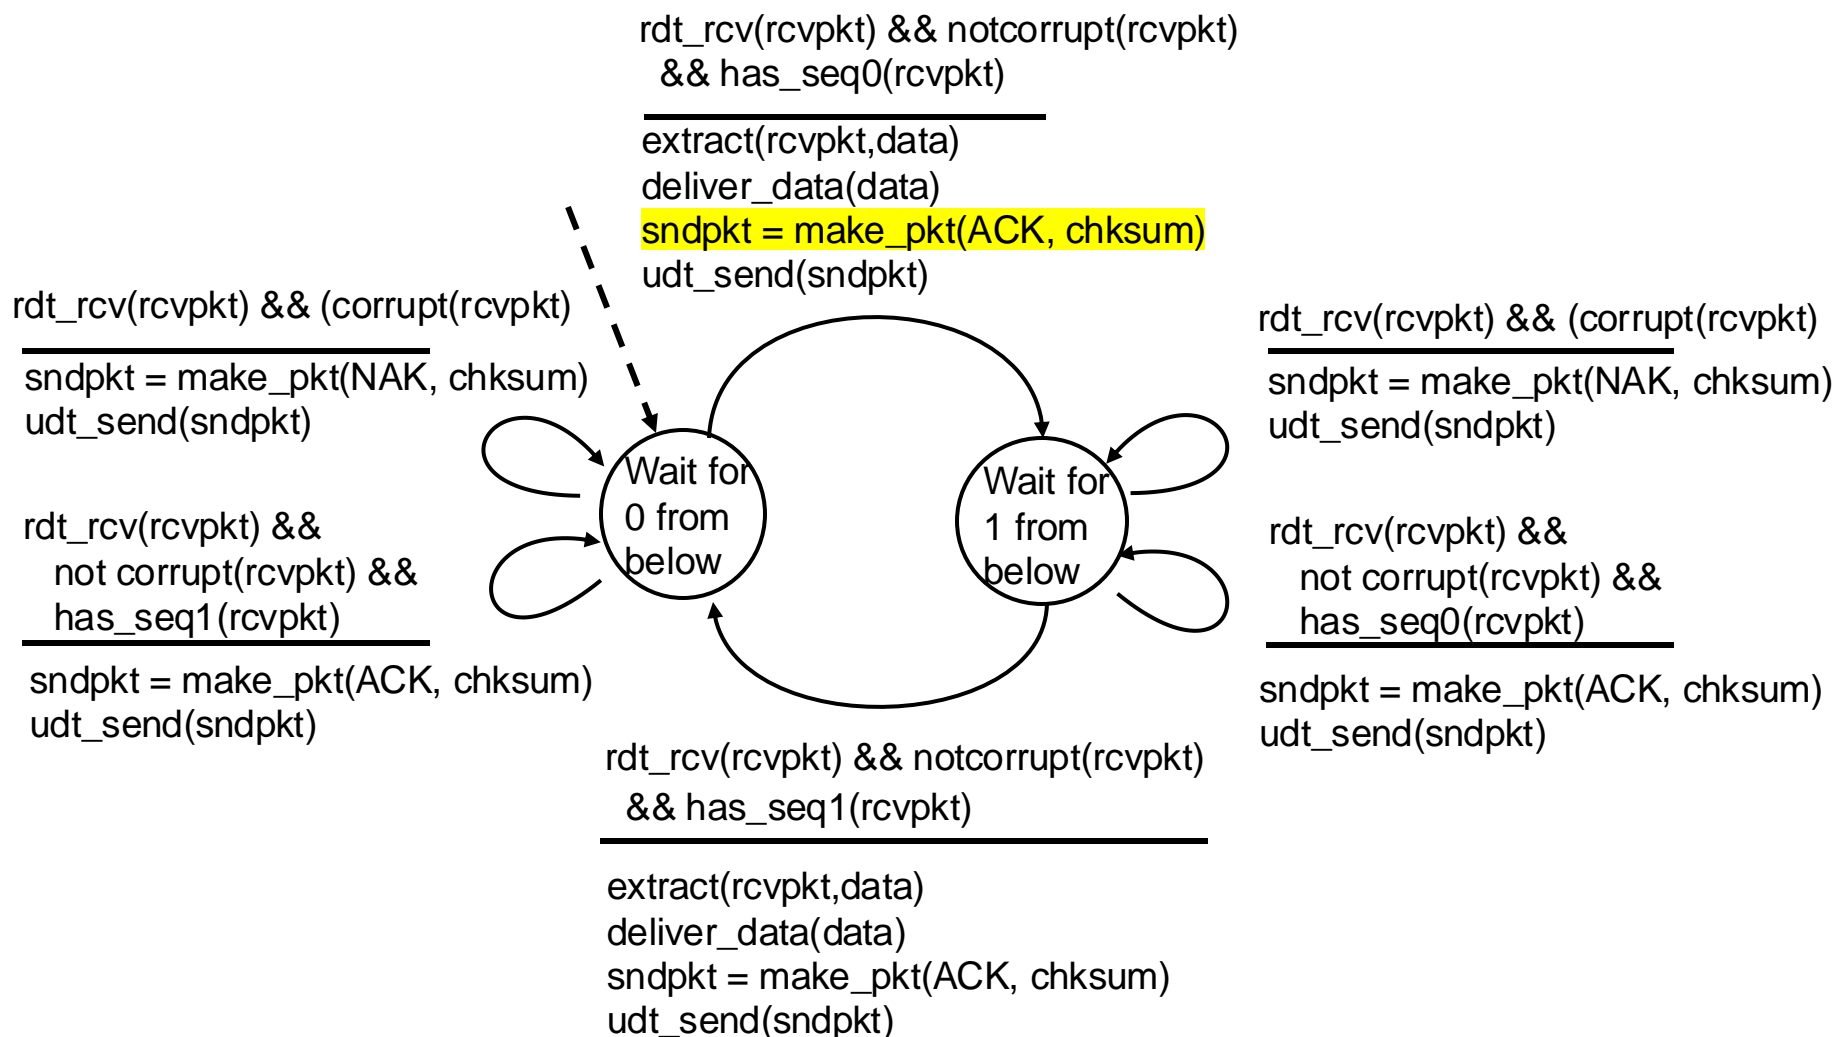 rdt_rcv(rcvpkt) && notcorrupt(rcvpkt)
&& has_seq0(rcvpkt)
extract(rcvpkt,data)
deliver_data(data)
sndpkt = make_pkt(ACK, chksum)
udt_send(sndpkt)
rdt_rcv(rcvpkt) && (corrupt(rcvpkt)
sndpkt = make_pkt(NAK, chksum)
udt_send(sndpkt)
rdt_rcv(rcvpkt) &&
not corrupt(rcvpkt) &&
has_seq1(rcvpkt)
sndpkt = make_pkt(ACK, chksum)
udt_send(sndpkt)
Wait for
0 from
below
Wait for
1 from
below
rdt_rcv(rcvpkt) && (corrupt(rcvpkt)
sndpkt = make_pkt(NAK, chksum)
udt_send(sndpkt)
rdt_rcv(rcvpkt) &&
not corrupt(rcvpkt) &&
has_seq0(rcvpkt)
sndpkt = make_pkt(ACK, chksum)
udt_send(sndpkt)
rdt_rcv(rcvpkt) && notcorrupt(rcvpkt)
&& has_seq1(rcvpkt)
extract(rcvpkt,data)
deliver_data(data)
sndpkt = make_pkt(ACK, chksum)
udt_send(sndpkt)